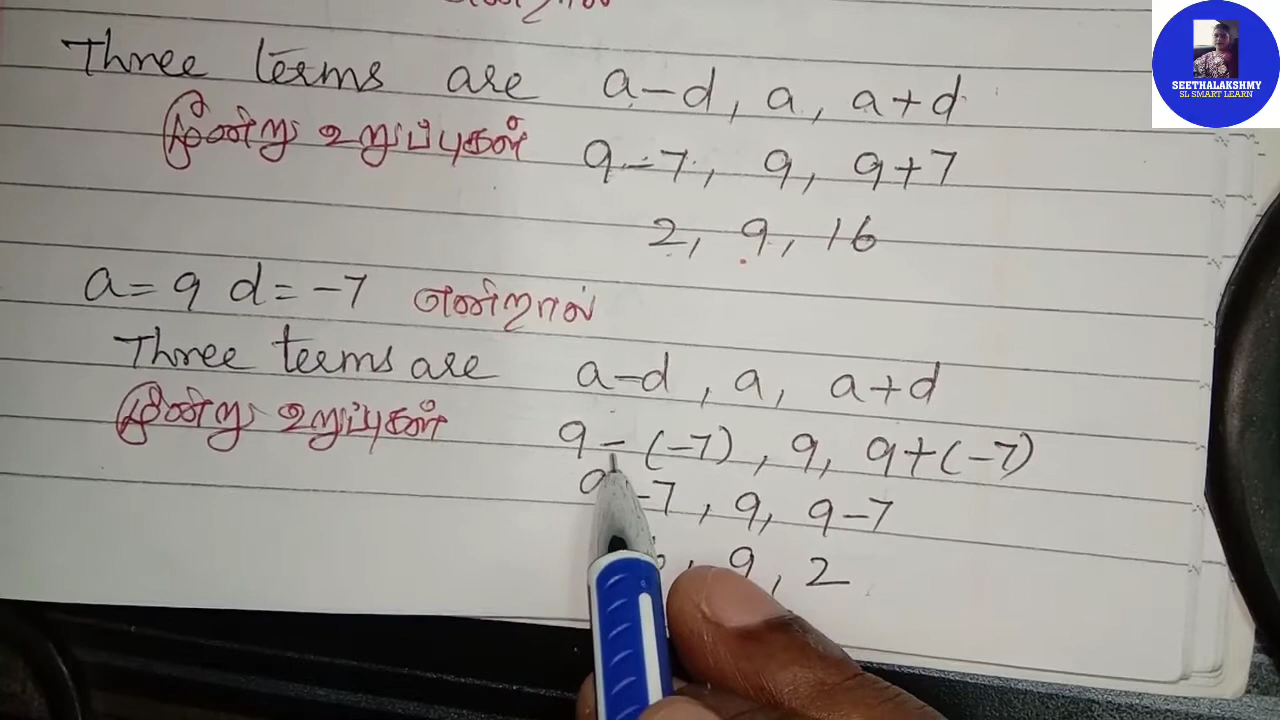 என்றால்
Three terms are a-d, a, a+d.
மூன்று உறுப்புகள் 9-7, 9, 9+7
2, 9, 16
a=9 d=-7 என்றால்
Three terms are a-d, a, a+d
மூன்று உறுப்புகள் 9-(-7), 9, 9+(-7)
-7, 9, 9-7
, 9, 2
SEETHALAKSHMY
SL SMART LEARN